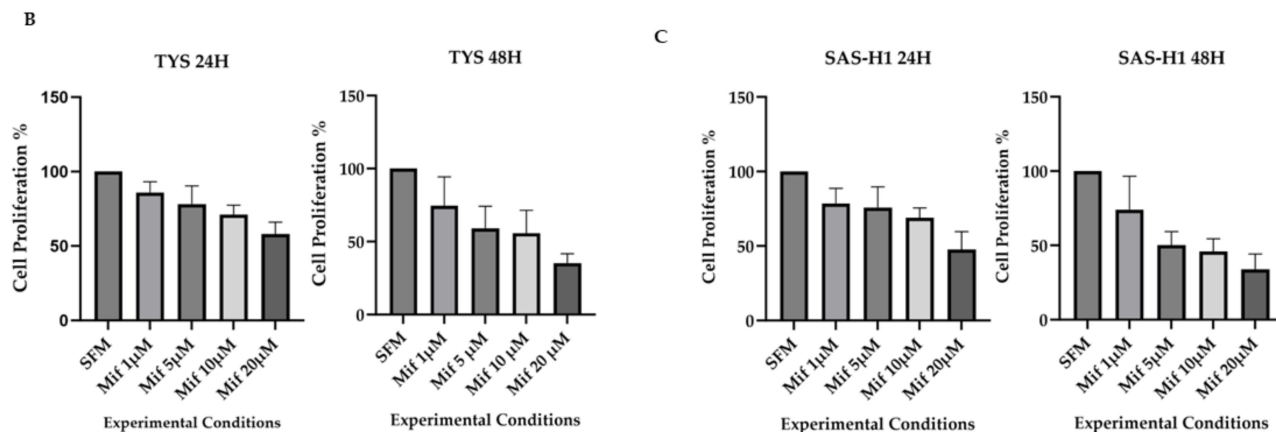 B
TYS 24H
Cell Proliferation %
150
100
50
0
SFM
Mif 1µM
Mif 5µM
Mif 10µM
Mif 20µM
Experimental Conditions
TYS 48H
Cell Proliferation %
150
100
50
0
SFM
Mif 1µM
Mif 5 µM
Mif 10 µM
Mif 20 µM
Experimental Conditions
C
SAS-H1 24H
Cell Proliferation %
150
100
50
0
SFM
Mif 1µM
Mif 5µM
Mif 10µM
Mif 20µM
Experimental Conditions
SAS-H1 48H
Cell Proliferation %
150
100
50
0
SFM
Mif 1µM
Mif 5µM
Mif 10µM
Mif 20µM
Experimental Conditions